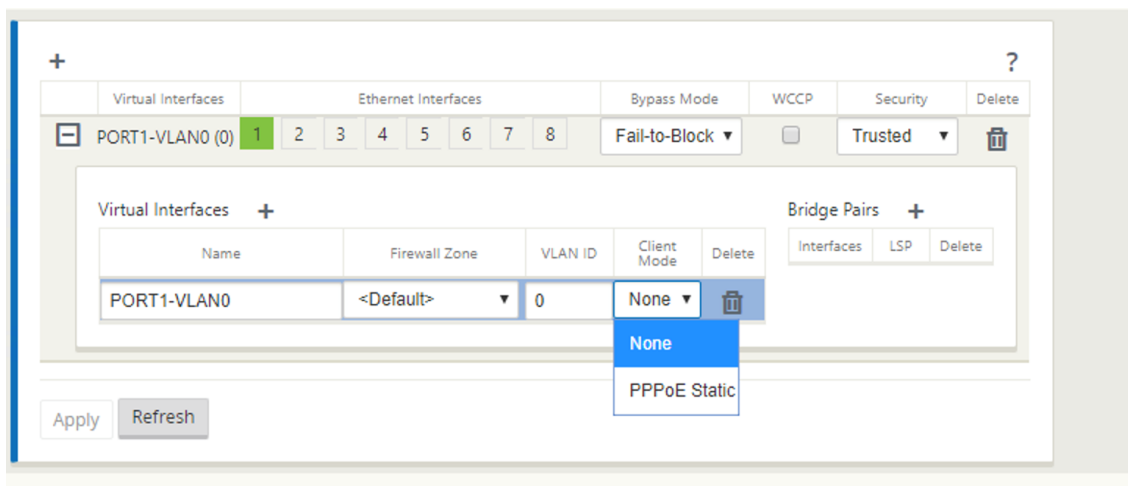 + ?
Virtual Interfaces Ethernet Interfaces Bypass Mode WCCP Security Delete
PORT1-VLAN0 (0) 1 2 3 4 5 6 7 8 Fail-to-Block Trusted
Virtual Interfaces + Bridge Pairs +
Name Firewall Zone VLAN ID Client Mode Delete Interfaces LSP Delete
PORT1-VLAN0 <Default> 0 None
None
PPPoE Static
Apply Refresh